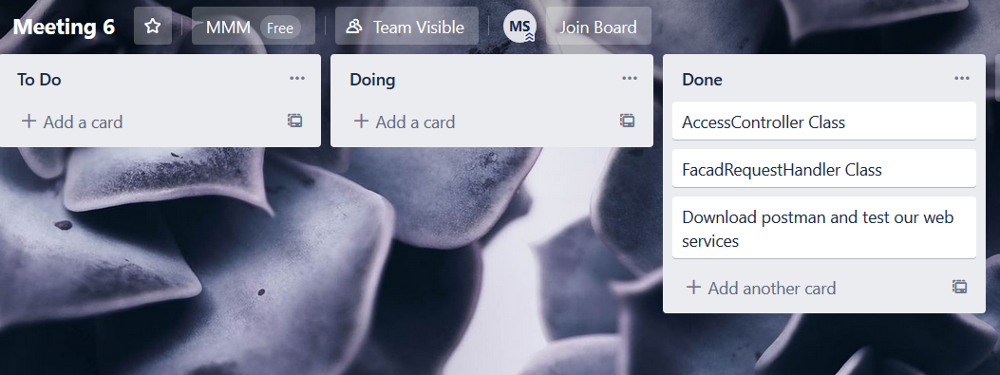 Meeting 6
MMM Free
Team Visible
MS
Join Board
To Do
Add a card
Doing
Add a card
Done
AccessController Class
FacadRequestHandler Class
Download postman and test our web
services
Add another card